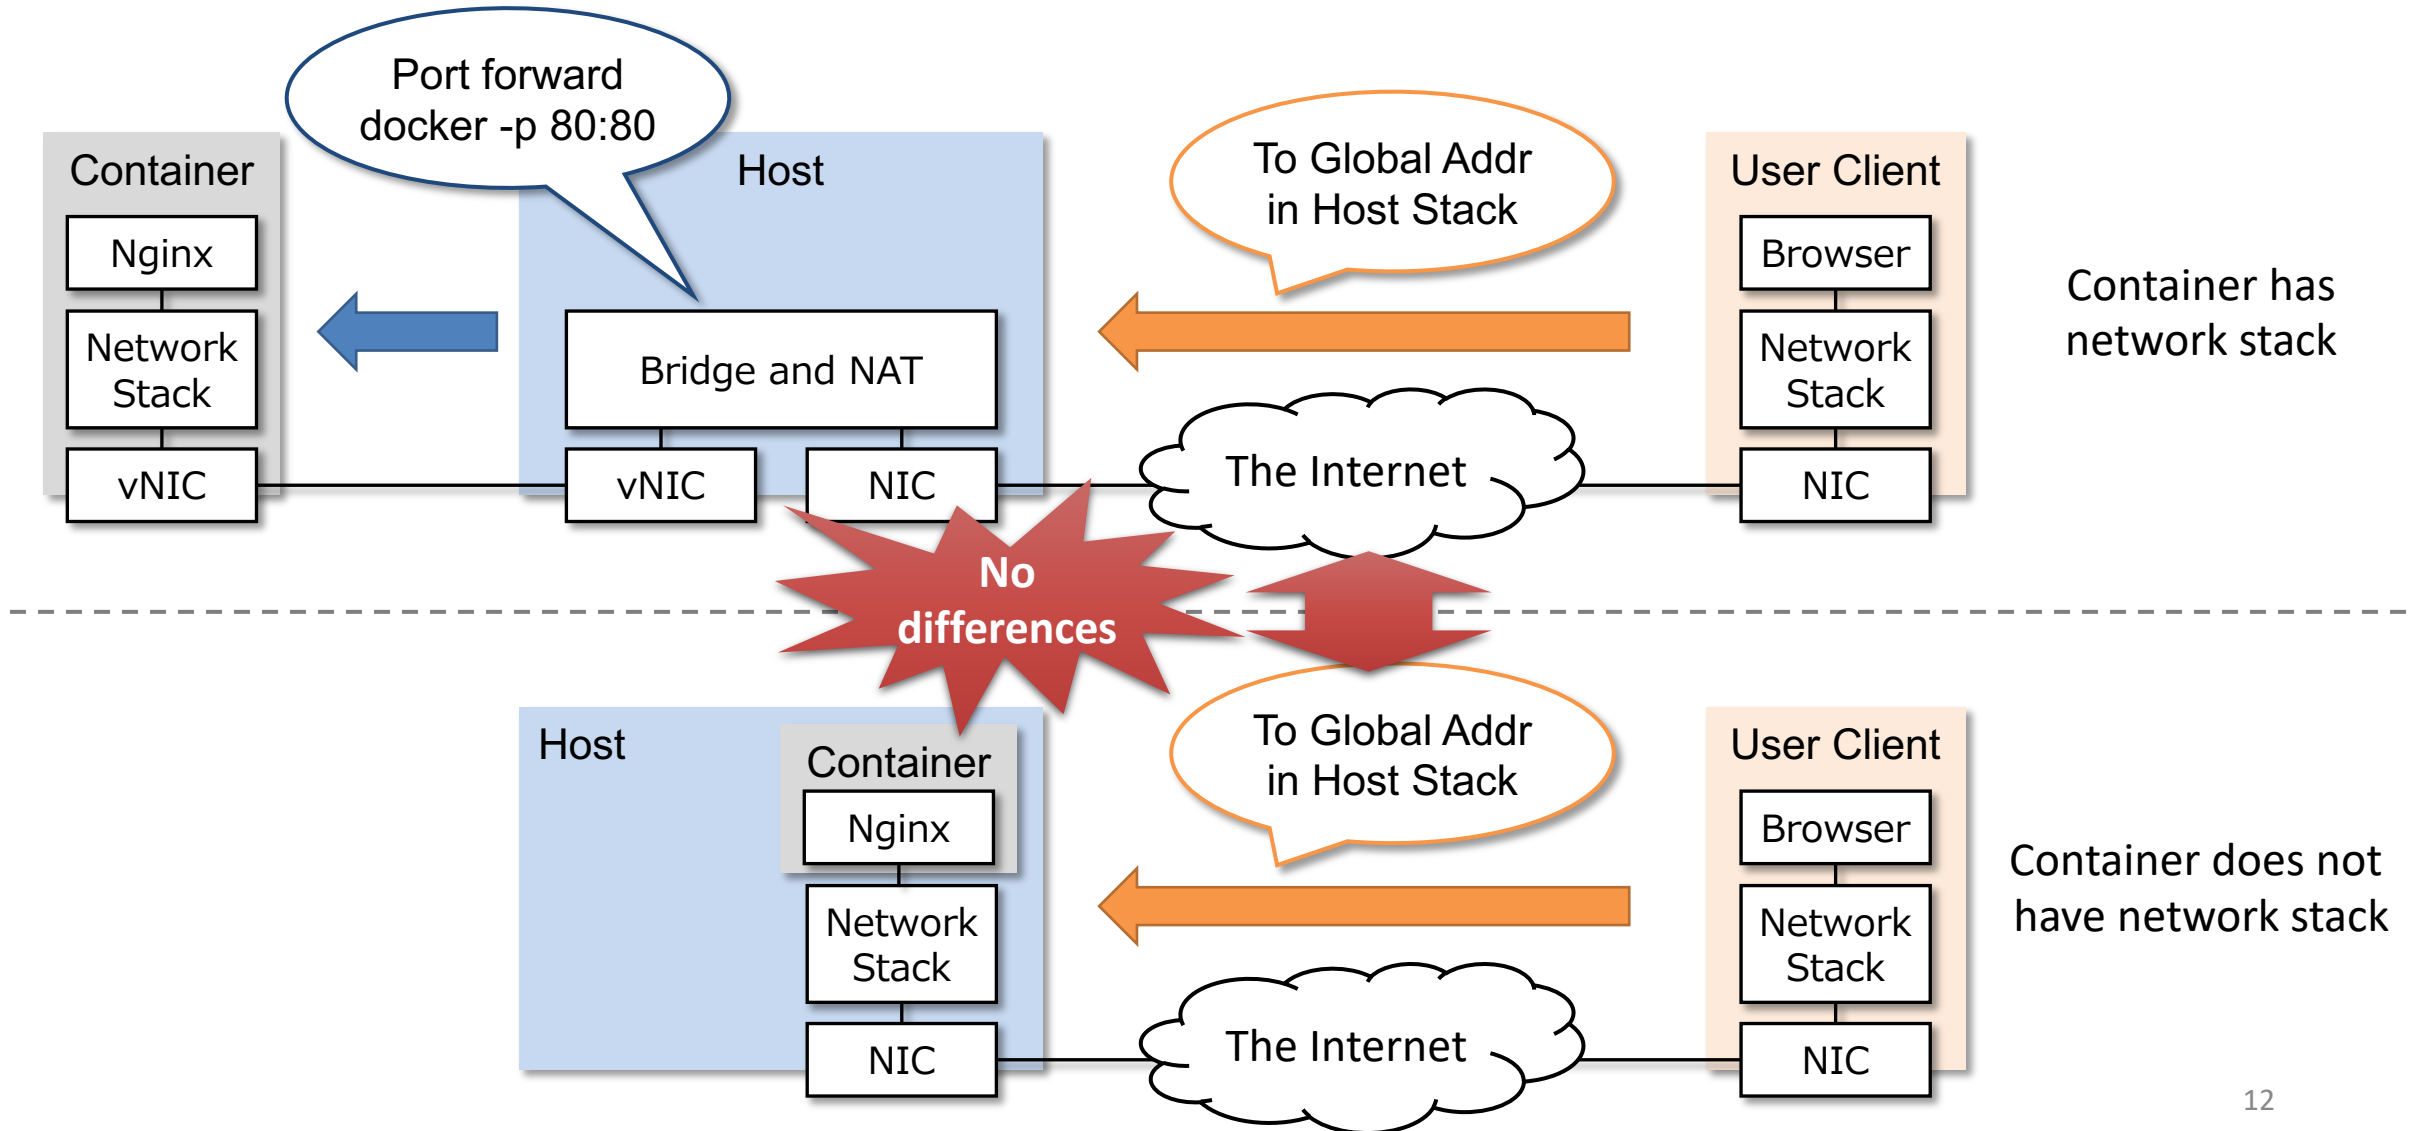 Port forward
docker -p 80:80
Container
Nginx
Network
Stack
vNIC
Host
Bridge and NAT
vNIC
NIC
To Global Addr
in Host Stack
The Internet
User Client
Browser
Network
Stack
NIC
Container has
network stack
No
differences
Host
Container
Nginx
Network
Stack
NIC
To Global Addr
in Host Stack
The Internet
User Client
Browser
Network
Stack
NIC
Container does not
have network stack
12